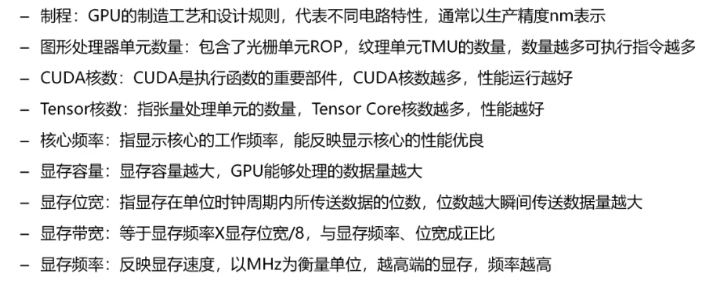 – 制程：GPU的制造工艺和设计规则，代表不同电路特性，通常以生产精度nm表示
– 图形处理器单元数量：包含了光栅单元ROP，纹理单元TMU的数量，数量越多可执行指令越多
– CUDA核数：CUDA是执行函数的重要部件，CUDA核数越多，性能运行越好
– Tensor核数：指张量处理单元的数量，Tensor Core核数越多，性能越好
– 核心频率：指显示核心的工作频率，能反映显示核心的性能优良
– 显存容量：显存容量越大，GPU能够处理的数据量越大
– 显存位宽：指显存在单位时钟周期内所传送数据的位数，位数越大瞬间传送数据量越大
– 显存带宽：等于显存频率X显存位宽/8，与显存频率、位宽成正比
– 显存频率：反映显存速度，以MHz为衡量单位，越高端的显存，频率越高